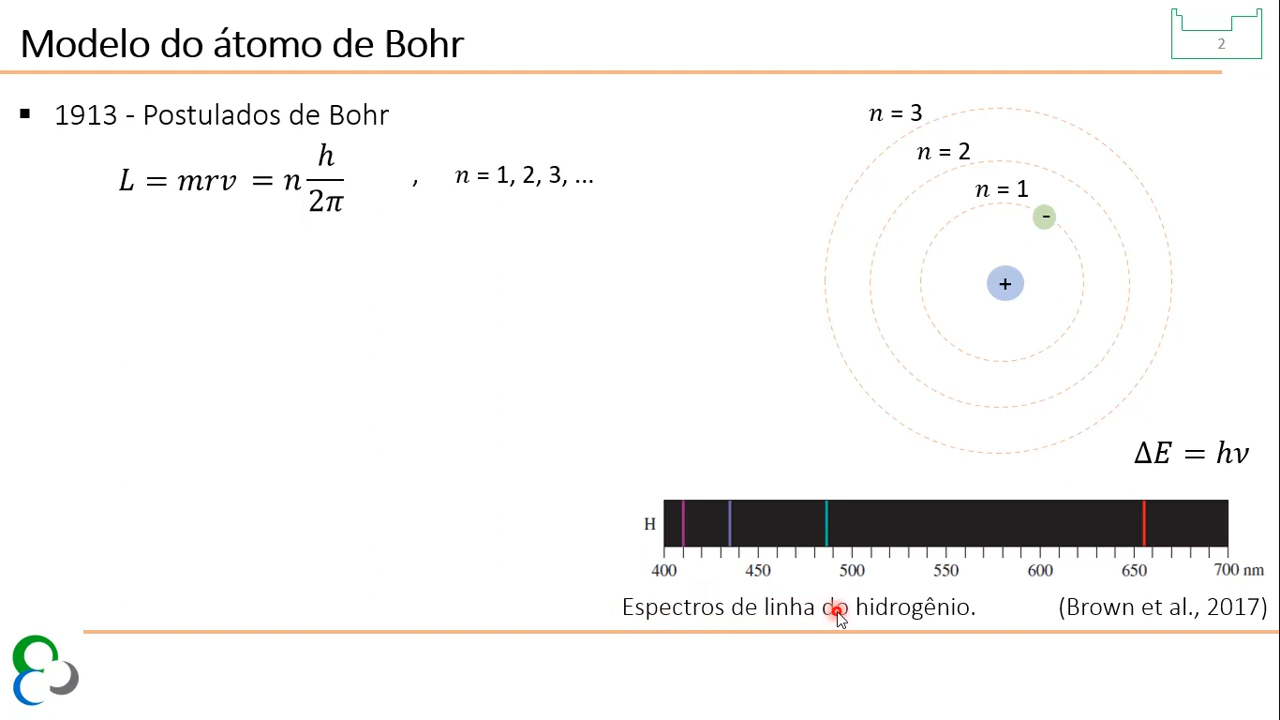 Modelo do átomo de Bohr
2
▪ 1913 - Postulados de Bohr
L = mrv = n h/2π , n = 1, 2, 3, ...
n = 3
n = 2
n = 1
-
+
ΔE = hν
H
400 450 500 550 600 650 700 nm
Espectros de linha do hidrogênio. (Brown et al., 2017)